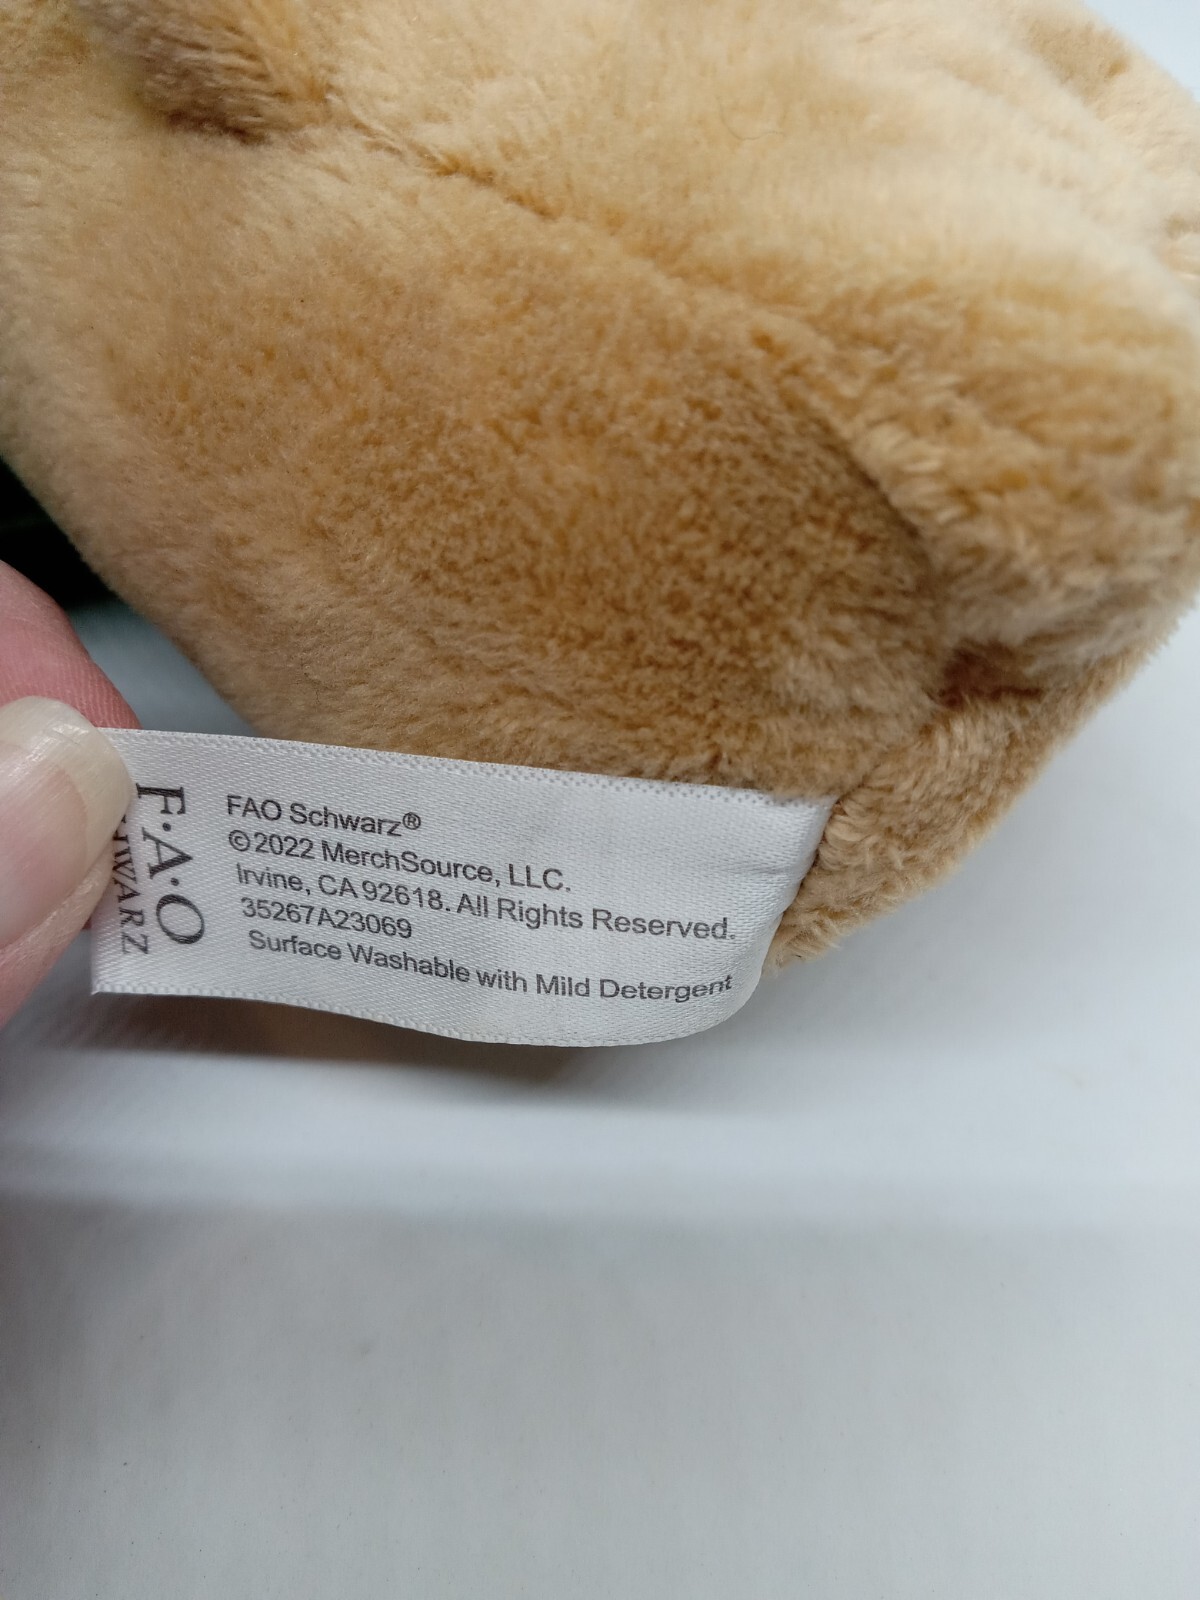 F·A·O
FAO Schwarz®
©2022 MerchSource, LLC.
Irvine, CA 92618. All Rights Reserved.
35267A23069
Surface Washable with Mild Detergent